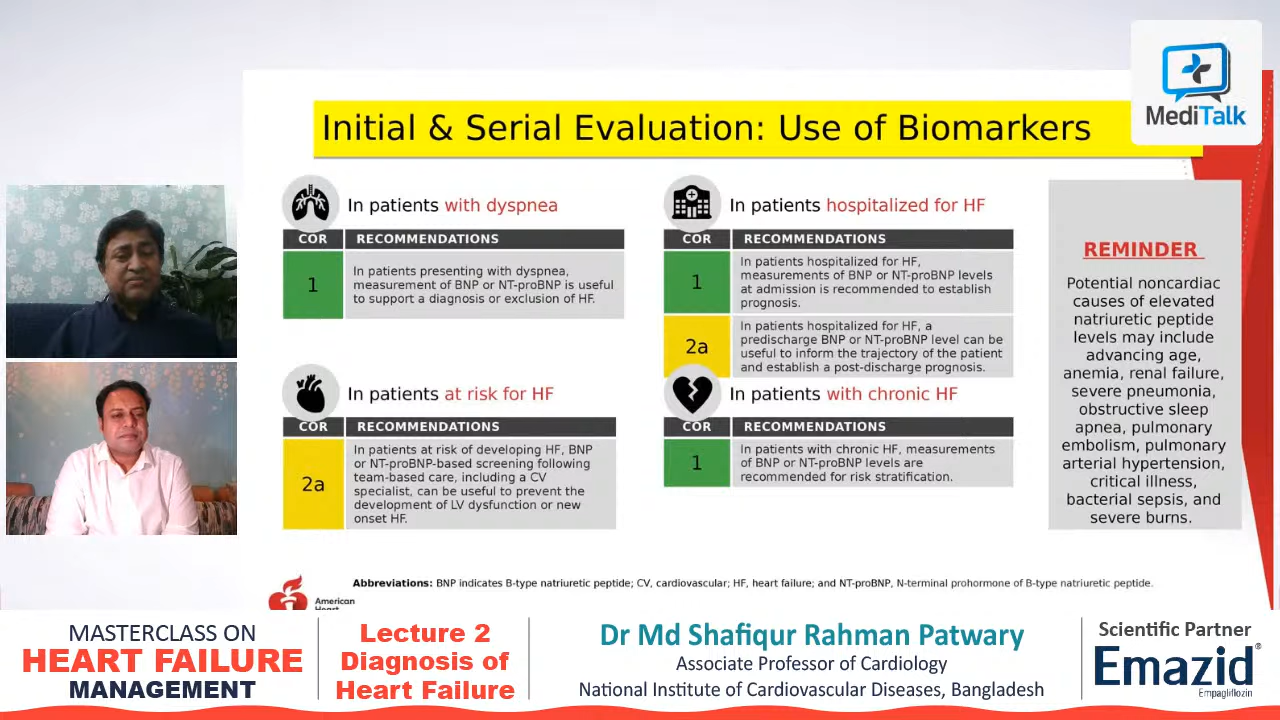 MediTalk
Initial & Serial Evaluation: Use of Biomarkers
In patients with dyspnea
COR RECOMMENDATIONS
1
In patients presenting with dyspnea,
measurement of BNP or NT-proBNP is useful
to support a diagnosis or exclusion of HF.
In patients at risk for HF
COR RECOMMENDATIONS
2a
In patients at risk of developing HF, BNP
or NT-proBNP-based screening following
team-based care, including a CV
specialist, can be useful to prevent the
development of LV dysfunction or new
onset HF.
In patients hospitalized for HF
COR RECOMMENDATIONS
1
In patients hospitalized for HF,
measurements of BNP or NT-proBNP levels
at admission is recommended to establish
prognosis.
2a
In patients hospitalized for HF, a
predischarge BNP or NT-proBNP level can be
useful to inform the trajectory of the patient
and establish a post-discharge prognosis.
In patients with chronic HF
COR RECOMMENDATIONS
1
In patients with chronic HF, measurements
of BNP or NT-proBNP levels are
recommended for risk stratification.
REMINDER
Potential noncardiac
causes of elevated
natriuretic peptide
levels may include
advancing age,
anemia, renal failure,
severe pneumonia,
obstructive sleep
apnea, pulmonary
embolism, pulmonary
arterial hypertension,
critical illness,
bacterial sepsis, and
severe burns.
Abbreviations: BNP indicates B-type natriuretic peptide; CV, cardiovascular; HF, heart failure; and NT-proBNP, N-terminal prohormone of B-type natriuretic peptide.
American
Heart
MASTERCLASS ON
HEART FAILURE
MANAGEMENT
Lecture 2
Diagnosis of
Heart Failure
Dr Md Shafiqur Rahman Patwary
Associate Professor of Cardiology
National Institute of Cardiovascular Diseases, Bangladesh
Scientific Partner
Emazid®
Empagliflozin